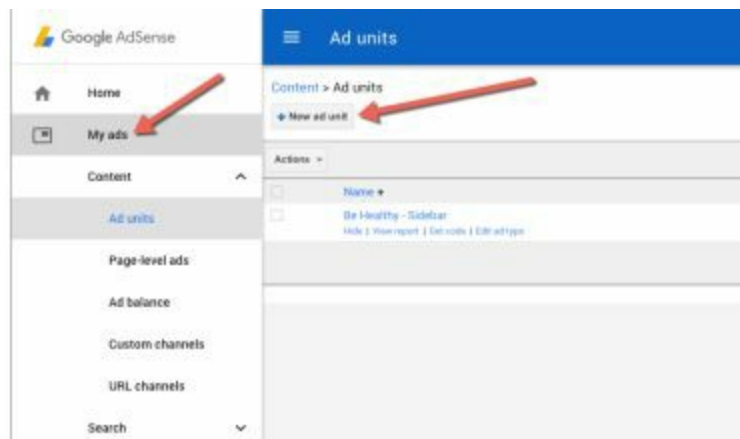 Google AdSense
Home
My ads
Content
Ad units
Page-level ads
Ad balance
Custom channels
URL channels
Search
Ad units
Content > Ad units
+ New ad unit
Actions
Name
Be Healthy - Sidebar
Hide | View report | Get code | Edit ad type